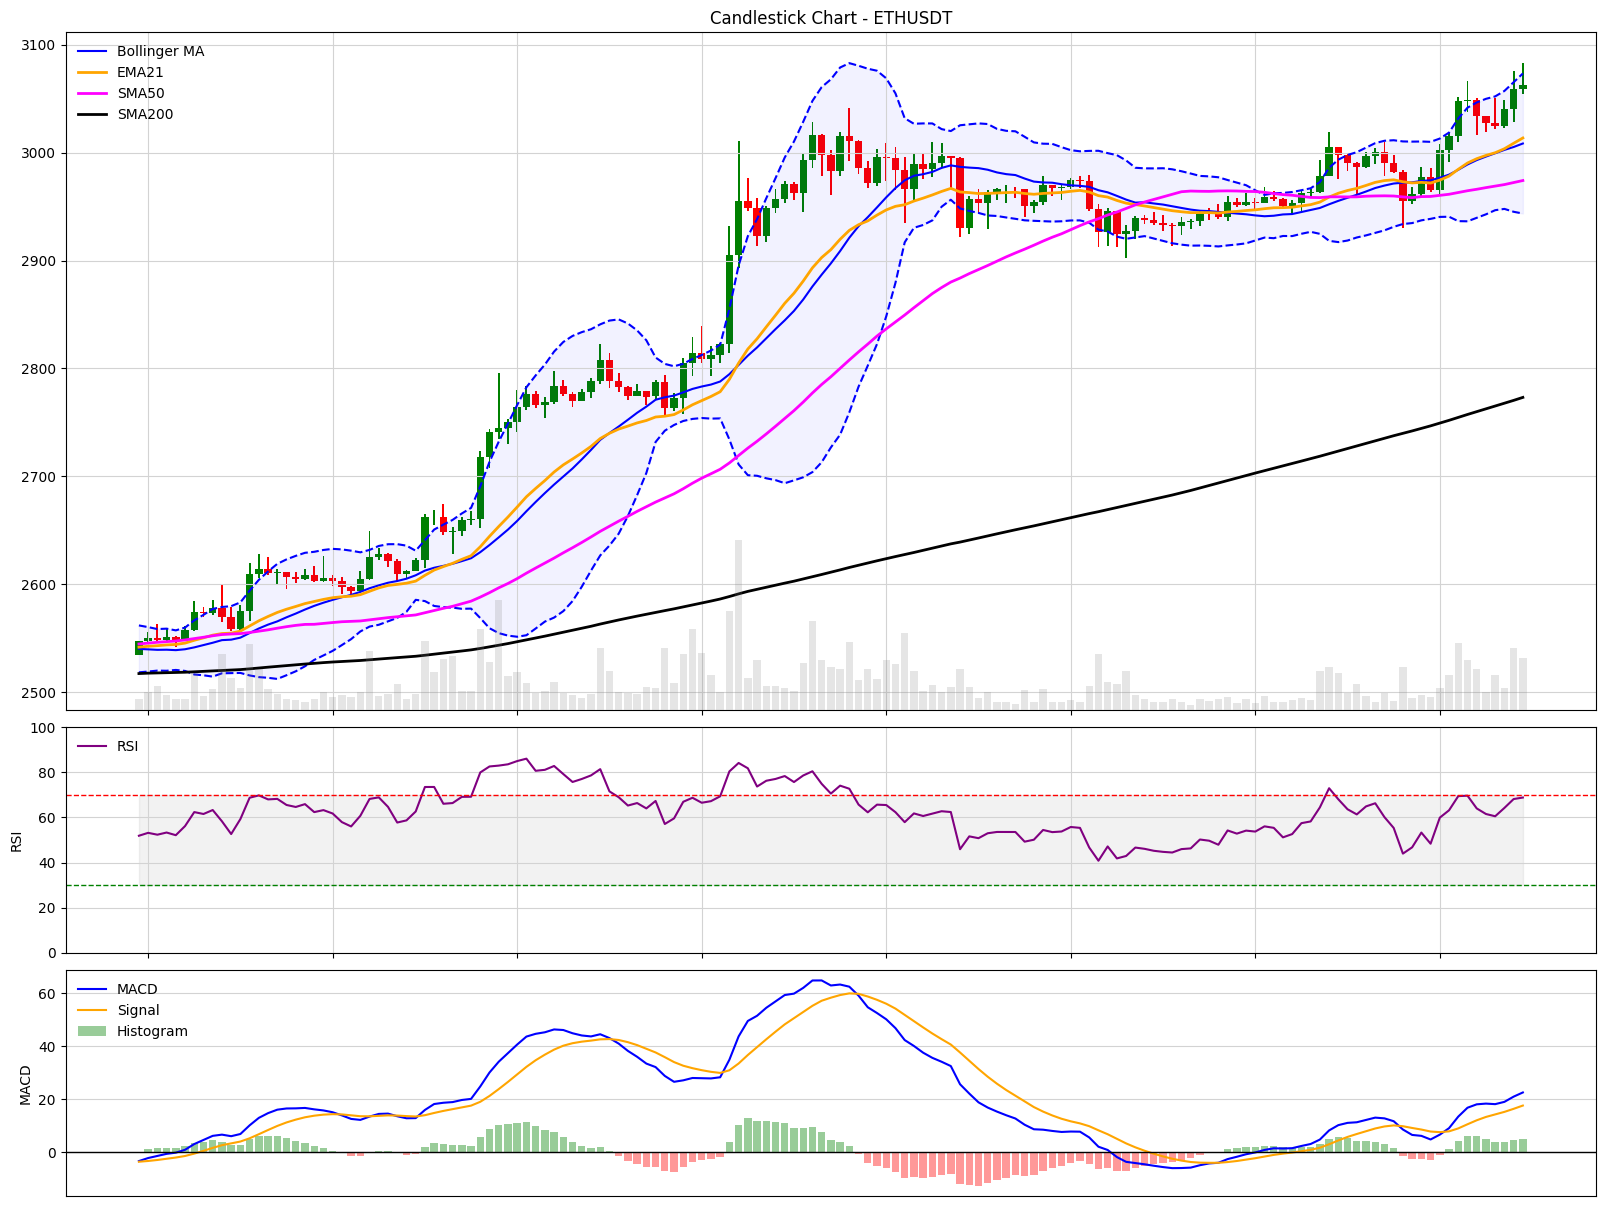 Candlestick Chart - ETHUSDT
Bollinger MA
EMA21
SMA50
SMA200
3100
3000
2900
2800
2700
2600
2500
RSI
RSI
100
80
60
40
20
0
MACD
Signal
Histogram
MACD
60
40
20
0